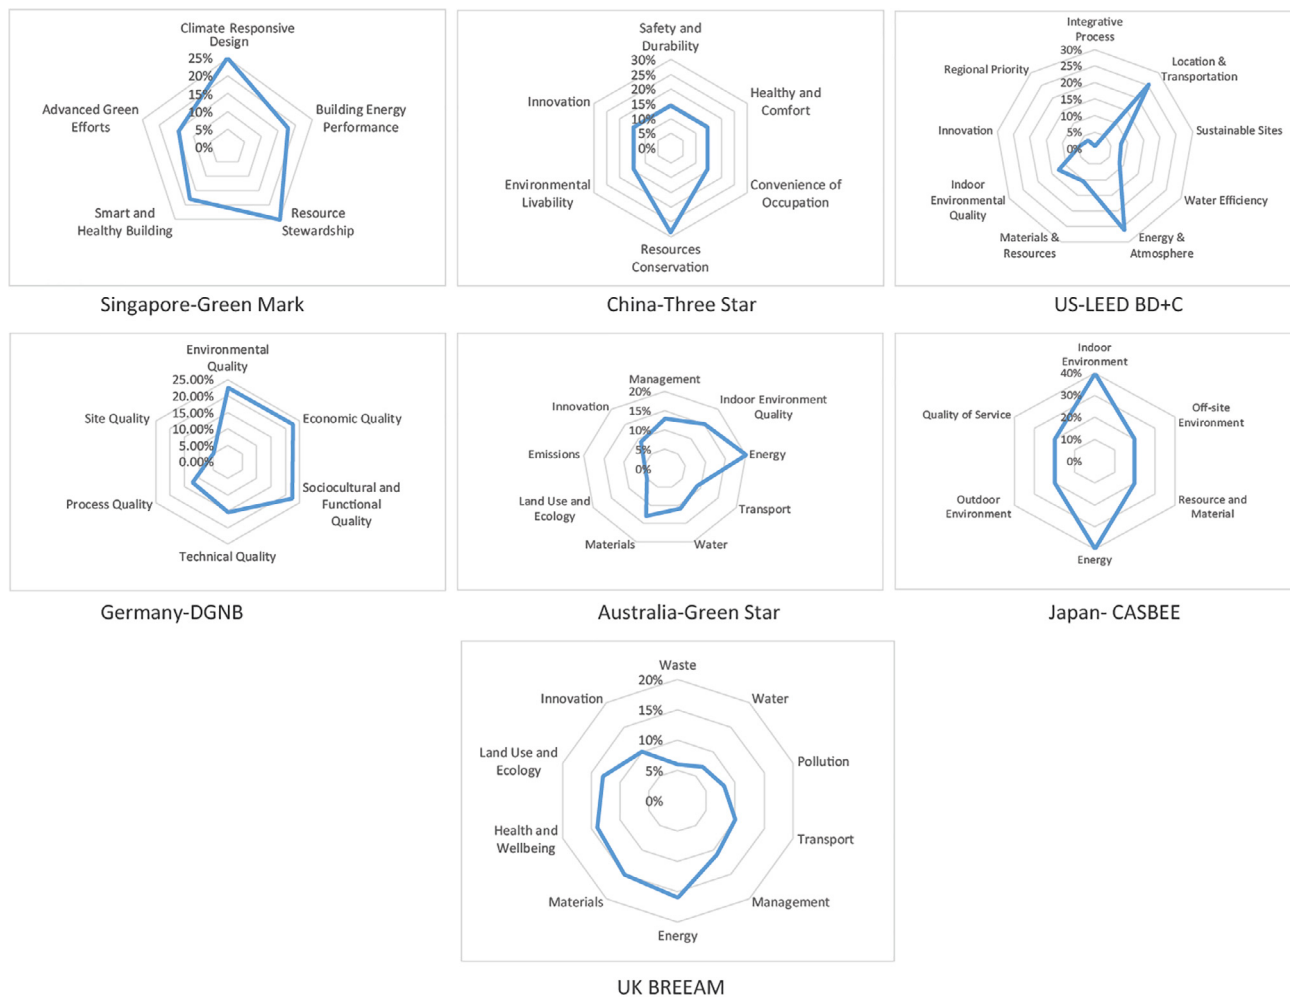 Climate Responsive
Design
25%
20%
15%
10%
5%
0%
Advanced Green
Efforts
Building Energy
Performance
Smart and
Healthy Building
Resource
Stewardship
Singapore-Green Mark
Safety and
Durability
30%
25%
20%
15%
10%
5%
0%
Innovation
Healthy and
Comfort
Environmental
Livability
Convenience of
Occupation
Resources
Conservation
China-Three Star
Integrative
Process
30%
25%
20%
15%
10%
5%
0%
Regional Priority
Location &
Transportation
Innovation
Sustainable Sites
Indoor
Environmental
Quality
Water Efficiency
Materials &
Resources
Energy &
Atmosphere
US-LEED BD+C
Environmental
Quality
25.00%
20.00%
15.00%
10.00%
5.00%
0.00%
Site Quality
Economic Quality
Process Quality
Sociocultural and
Functional
Quality
Technical Quality
Germany-DGNB
Management
20%
15%
10%
5%
0%
Innovation
Indoor Environment
Quality
Emissions
Energy
Land Use and
Ecology
Transport
Materials
Water
Australia-Green Star
Indoor
Environment
40%
30%
20%
10%
0%
Quality of Service
Off-site
Environment
Outdoor
Environment
Resource and
Material
Energy
Japan- CASBEE
Waste
20%
15%
10%
5%
0%
Innovation
Water
Land Use and
Ecology
Pollution
Health and
Wellbeing
Transport
Materials
Management
Energy
UK BREEAM